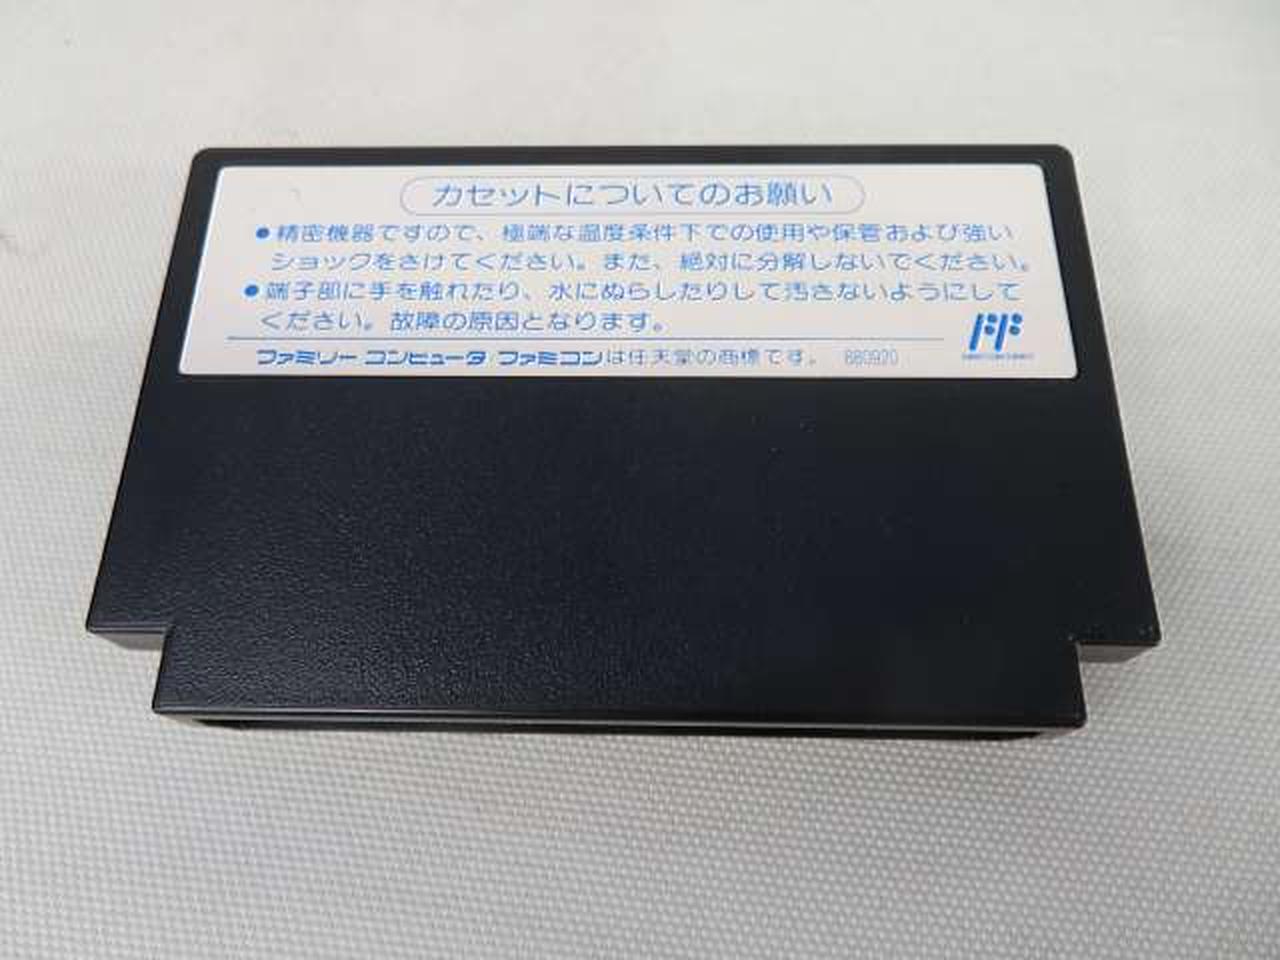 カセットについてのお願い
●精密機器ですので、極端な温度条件下での使用や保管および強い
ショックをさけてください。また、絶対に分解しないでください。
●端子部に手を触れたり、水にぬらしたりして汚さないようにして
ください。故障の原因となります。
ファミリーコンピュータ/ファミコンは任天堂の商標です。 880920